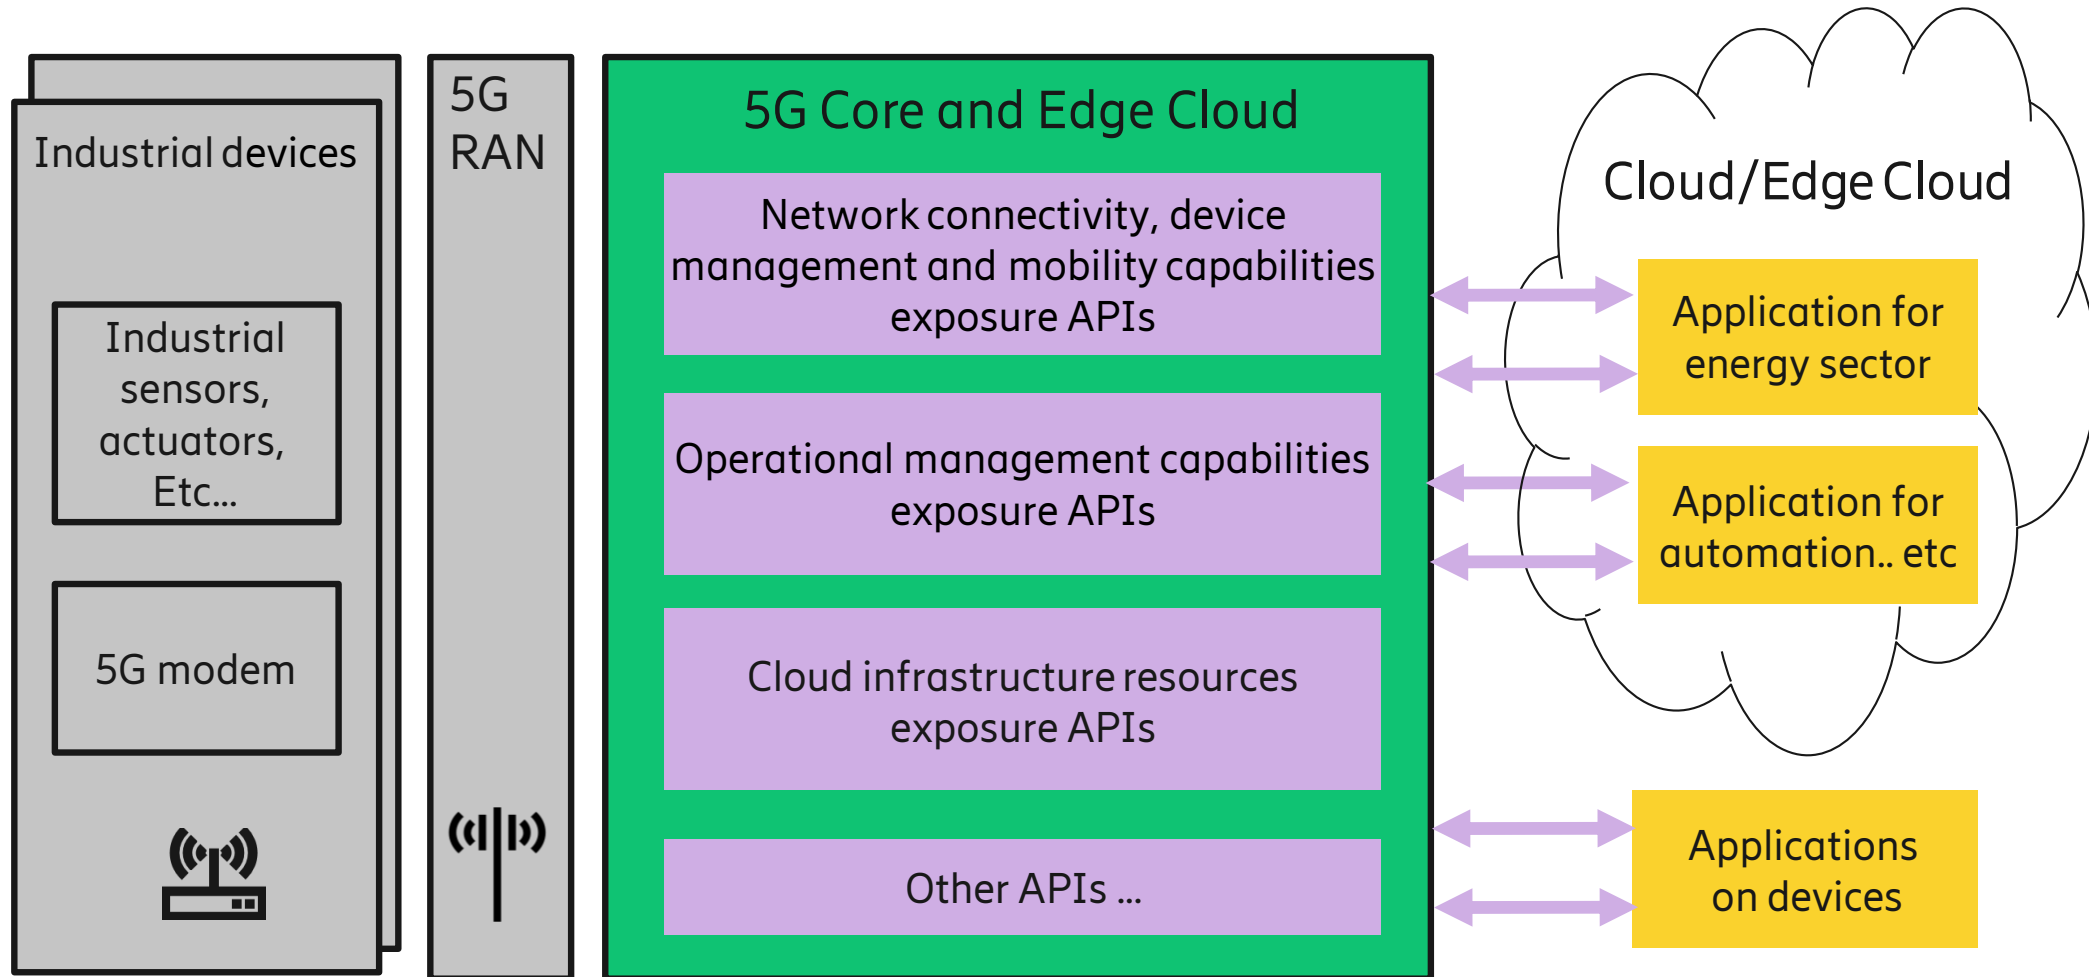 Industrial devices
Industrial
sensors,
actuators,
Etc...
5G modem
5G
RAN
5G Core and Edge Cloud
Network connectivity, device
management and mobility capabilities
exposure APIs
Operational management capabilities
exposure APIs
Cloud infrastructure resources
exposure APIs
Other APIs ...
Cloud/Edge Cloud
Application for
energy sector
Application for
automation.. etc
Applications
on devices